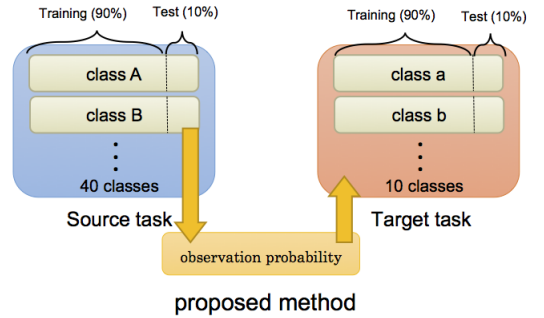 Training (90%) Test (10%)
class A
class B
40 classes
Source task
Training (90%) Test (10%)
class a
class b
10 classes
Target task
observation probability
proposed method